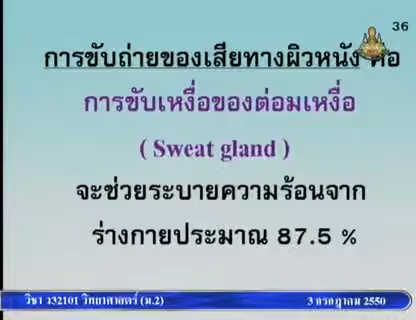 36
การขับถ่ายของเสียทางผิวหนัง คือ
การขับเหงื่อของต่อมเหงื่อ
( Sweat gland )
จะช่วยระบายความร้อนจาก
ร่างกายประมาณ 87.5 %
วิชา ว32101 วิทยาศาสตร์ (ม.2)
3 กรกฎาคม 2550